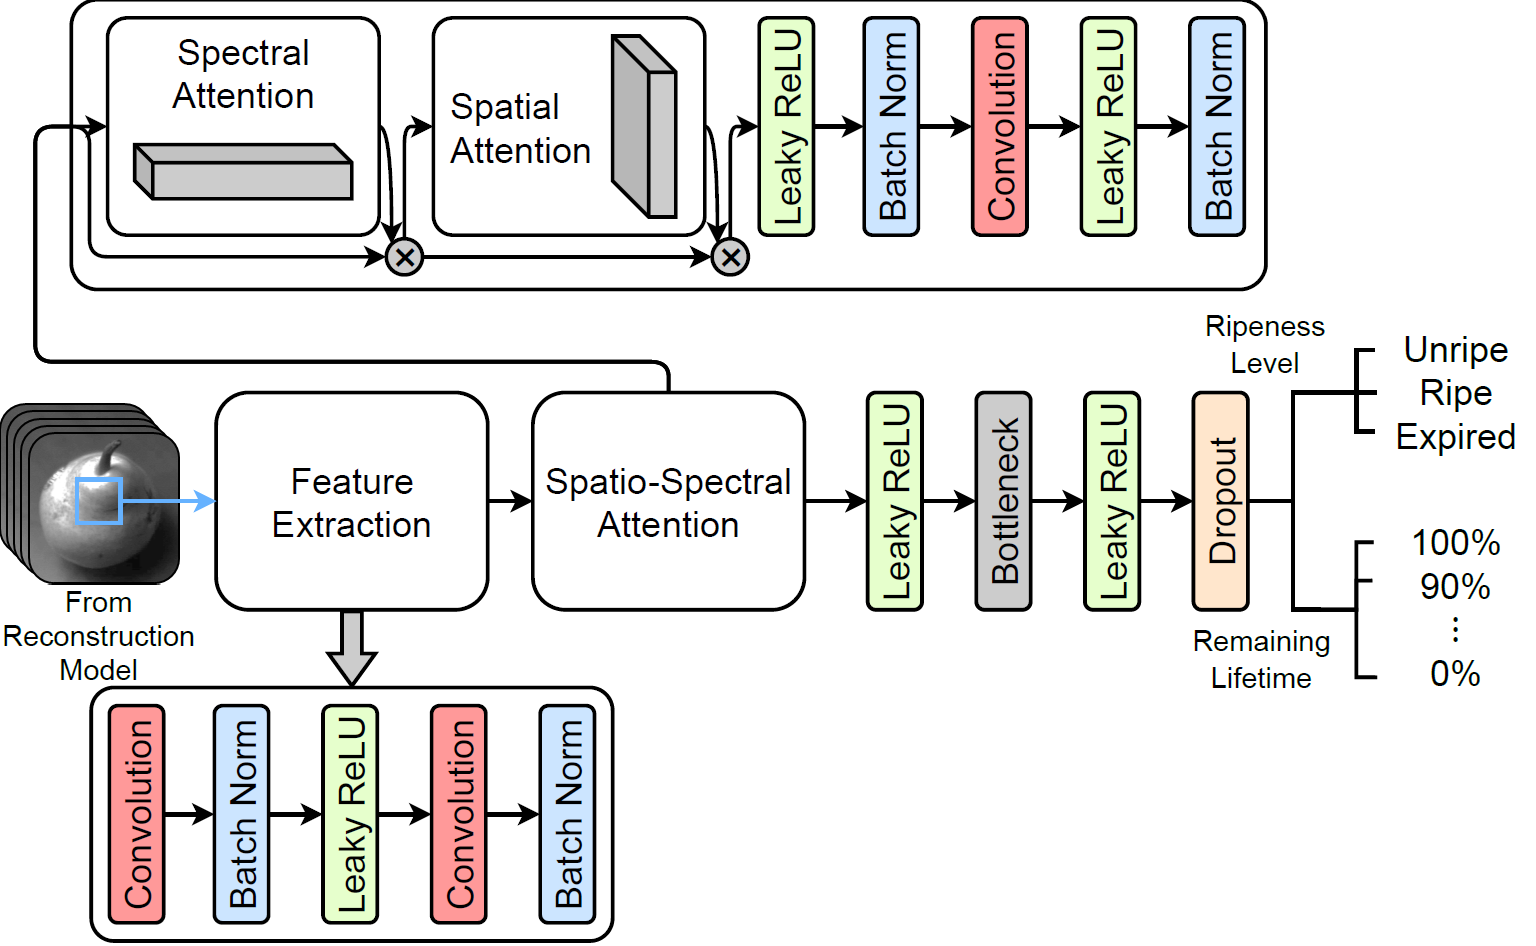 Spectral
Attention
Spatial
Attention
Leaky ReLU
Batch Norm
Convolution
Leaky ReLU
Batch Norm
×
×
Ripeness
Level
Unripe
Ripe
Expired
Feature
Extraction
Spatio-Spectral
Attention
Leaky ReLU
Bottleneck
Leaky ReLU
Dropout
100%
90%
⋮
0%
Remaining
Lifetime
From
Reconstruction
Model
Convolution
Batch Norm
Leaky ReLU
Convolution
Batch Norm